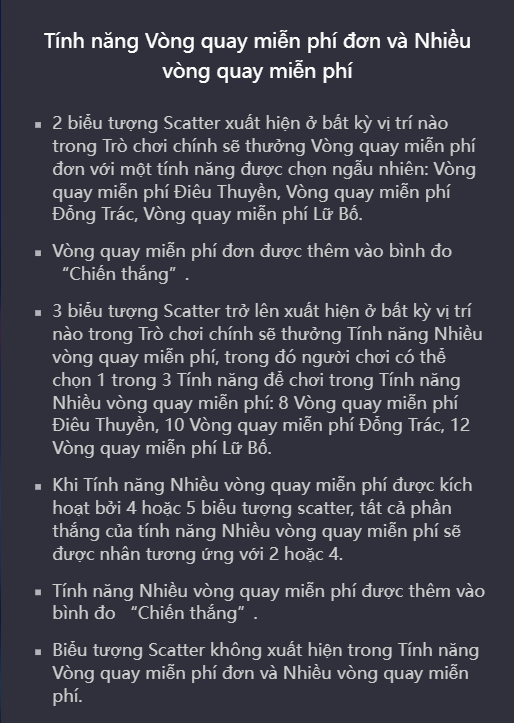 Tính năng Vòng quay miễn phí đơn và Nhiều
vòng quay miễn phí
▪ 2 biểu tượng Scatter xuất hiện ở bất kỳ vị trí nào
trong Trò chơi chính sẽ thưởng Vòng quay miễn phí
đơn với một tính năng được chọn ngẫu nhiên: Vòng
quay miễn phí Điêu Thuyền, Vòng quay miễn phí
Đổng Trác, Vòng quay miễn phí Lữ Bố.
▪ Vòng quay miễn phí đơn được thêm vào bình đo
“Chiến thắng”.
▪ 3 biểu tượng Scatter trở lên xuất hiện ở bất kỳ vị trí
nào trong Trò chơi chính sẽ thưởng Tính năng Nhiều
vòng quay miễn phí, trong đó người chơi có thể
chọn 1 trong 3 Tính năng để chơi trong Tính năng
Nhiều vòng quay miễn phí: 8 Vòng quay miễn phí
Điêu Thuyền, 10 Vòng quay miễn phí Đổng Trác, 12
Vòng quay miễn phí Lữ Bố.
▪ Khi Tính năng Nhiều vòng quay miễn phí được kích
hoạt bởi 4 hoặc 5 biểu tượng scatter, tất cả phần
thắng của tính năng Nhiều vòng quay miễn phí sẽ
được nhân tương ứng với 2 hoặc 4.
▪ Tính năng Nhiều vòng quay miễn phí được thêm vào
bình đo “Chiến thắng”.
▪ Biểu tượng Scatter không xuất hiện trong Tính năng
Vòng quay miễn phí đơn và Nhiều vòng quay miễn
phí.